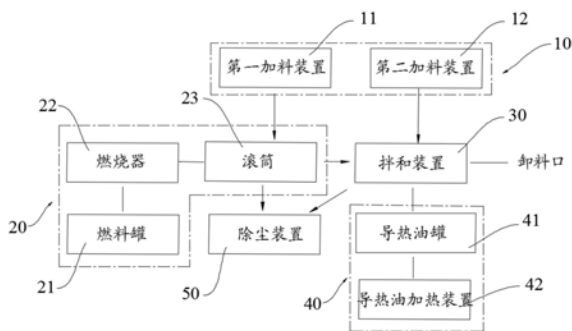 11
12
第一加料装置
第二加料装置
10
22
23
30
燃烧器
滚筒
拌和装置
卸料口
20
燃料罐
除尘装置
导热油罐
41
21
50
40
导热油加热装置
42